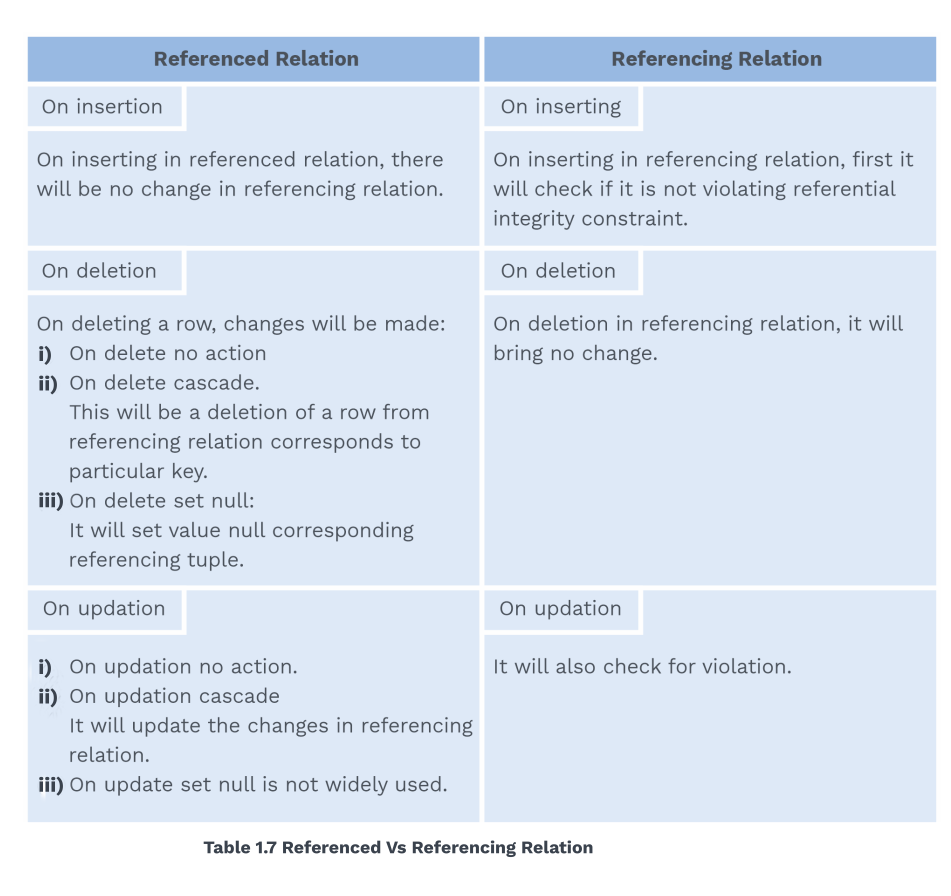 Referenced Relation
Referencing Relation
On insertion
On inserting in referenced relation, there
will be no change in referencing relation.
On inserting
On inserting in referencing relation, first it
will check if it is not violating referential
integrity constraint.
On deletion
On deleting a row, changes will be made:
i) On delete no action
ii) On delete cascade.
This will be a deletion of a row from
referencing relation corresponds to
particular key.
iii) On delete set null:
It will set value null corresponding
referencing tuple.
On deletion
On deletion in referencing relation, it will
bring no change.
On updation
i) On updation no action.
ii) On updation cascade
It will update the changes in referencing
relation.
iii) On update set null is not widely used.
On updation
It will also check for violation.
Table 1.7 Referenced Vs Referencing Relation